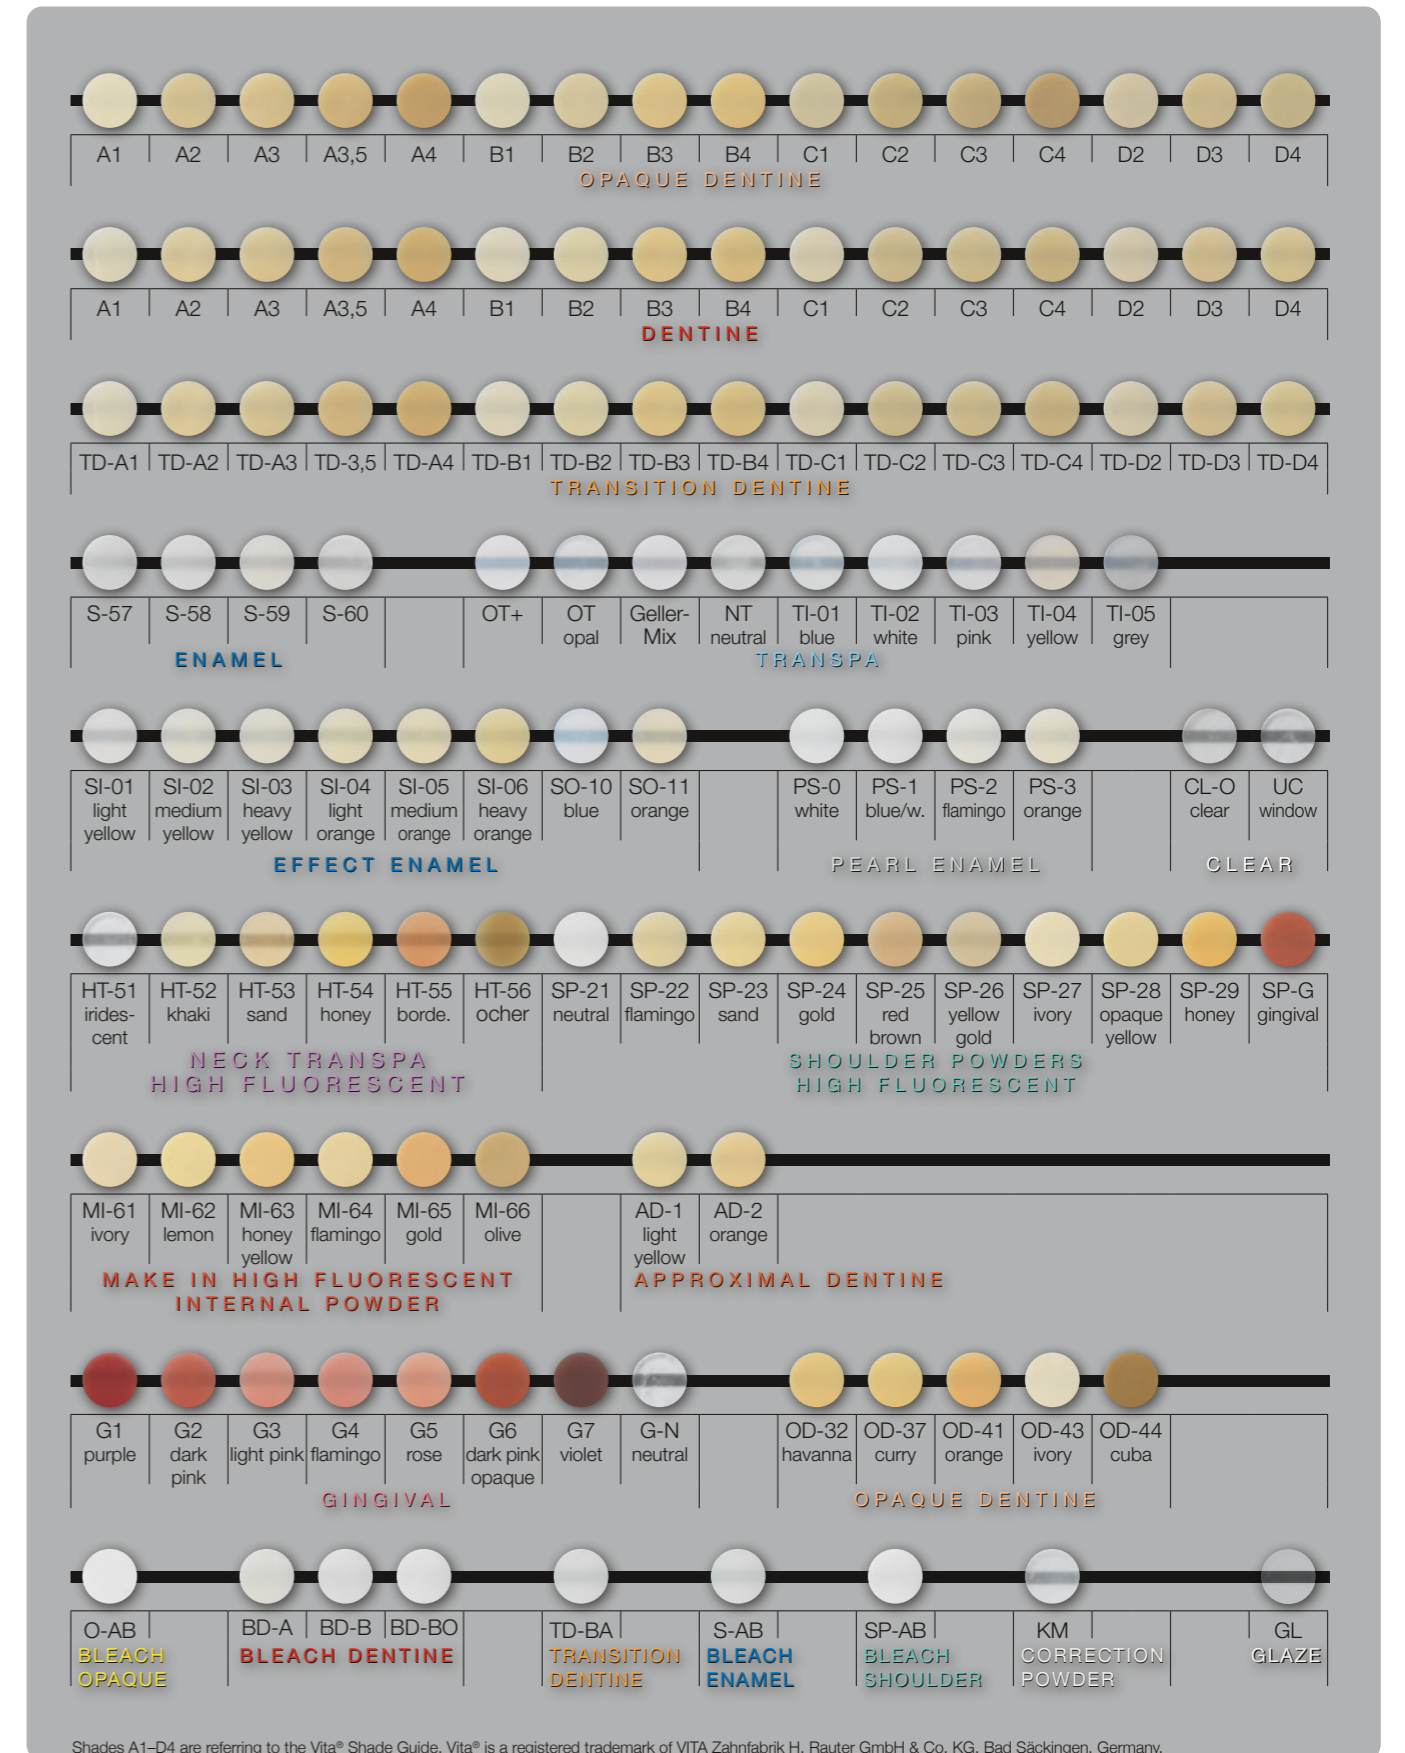 A1 A2 A3 A3,5 A4 B1 B2 B3 B4 C1 C2 C3 C4 D2 D3 D4
OPAQUE DENTINE
A1 A2 A3 A3,5 A4 B1 B2 B3 B4 C1 C2 C3 C4 D2 D3 D4
DENTINE
TD-A1 TD-A2 TD-A3 TD-3,5 TD-A4 TD-B1 TD-B2 TD-B3 TD-B4 TD-C1 TD-C2 TD-C3 TD-C4 TD-D2 TD-D3 TD-D4
TRANSITION DENTINE
S-57 S-58 S-59 S-60 OT+ OT Geller- NT TI-01 TI-02 TI-03 TI-04 TI-05
opal Mix neutral blue white pink yellow grey
ENAMEL TRANSPA
SI-01 SI-02 SI-03 SI-04 SI-05 SI-06 SO-10 SO-11 PS-0 PS-1 PS-2 PS-3 CL-O UC
light medium heavy light medium heavy blue orange white blue/w. flamingo orange clear window
yellow yellow yellow orange orange orange
EFFECT ENAMEL PEARL ENAMEL CLEAR
HT-51 HT-52 HT-53 HT-54 HT-55 HT-56 SP-21 SP-22 SP-23 SP-24 SP-25 SP-26 SP-27 SP-28 SP-29 SP-G
irides- khaki sand honey borde. ocher neutral flamingo sand gold red yellow ivory opaque honey gingival
cent brown gold yellow
NECK TRANSPA SHOULDER POWDERS
HIGH FLUORESCENT HIGH FLUORESCENT
MI-61 MI-62 MI-63 MI-64 MI-65 MI-66 AD-1 AD-2
ivory lemon honey flamingo gold olive light orange
yellow yellow
MAKE IN HIGH FLUORESCENT APPROXIMAL DENTINE
INTERNAL POWDER
G1 G2 G3 G4 G5 G6 G7 G-N OD-32 OD-37 OD-41 OD-43 OD-44
purple dark light pink flamingo rose dark pink violet neutral havanna curry orange ivory cuba
pink opaque
GINGIVAL OPAQUE DENTINE
O-AB BD-A BD-B BD-BO TD-BA S-AB SP-AB KM GL
BLEACH BLEACH DENTINE TRANSITION BLEACH BLEACH CORRECTION GLAZE
OPAQUE DENTINE ENAMEL SHOULDER POWDER
Shades A1–D4 are referring to the Vita® Shade Guide. Vita® is a registered trademark of VITA Zahnfabrik H. Rauter GmbH & Co. KG, Bad Säckingen, Germany.